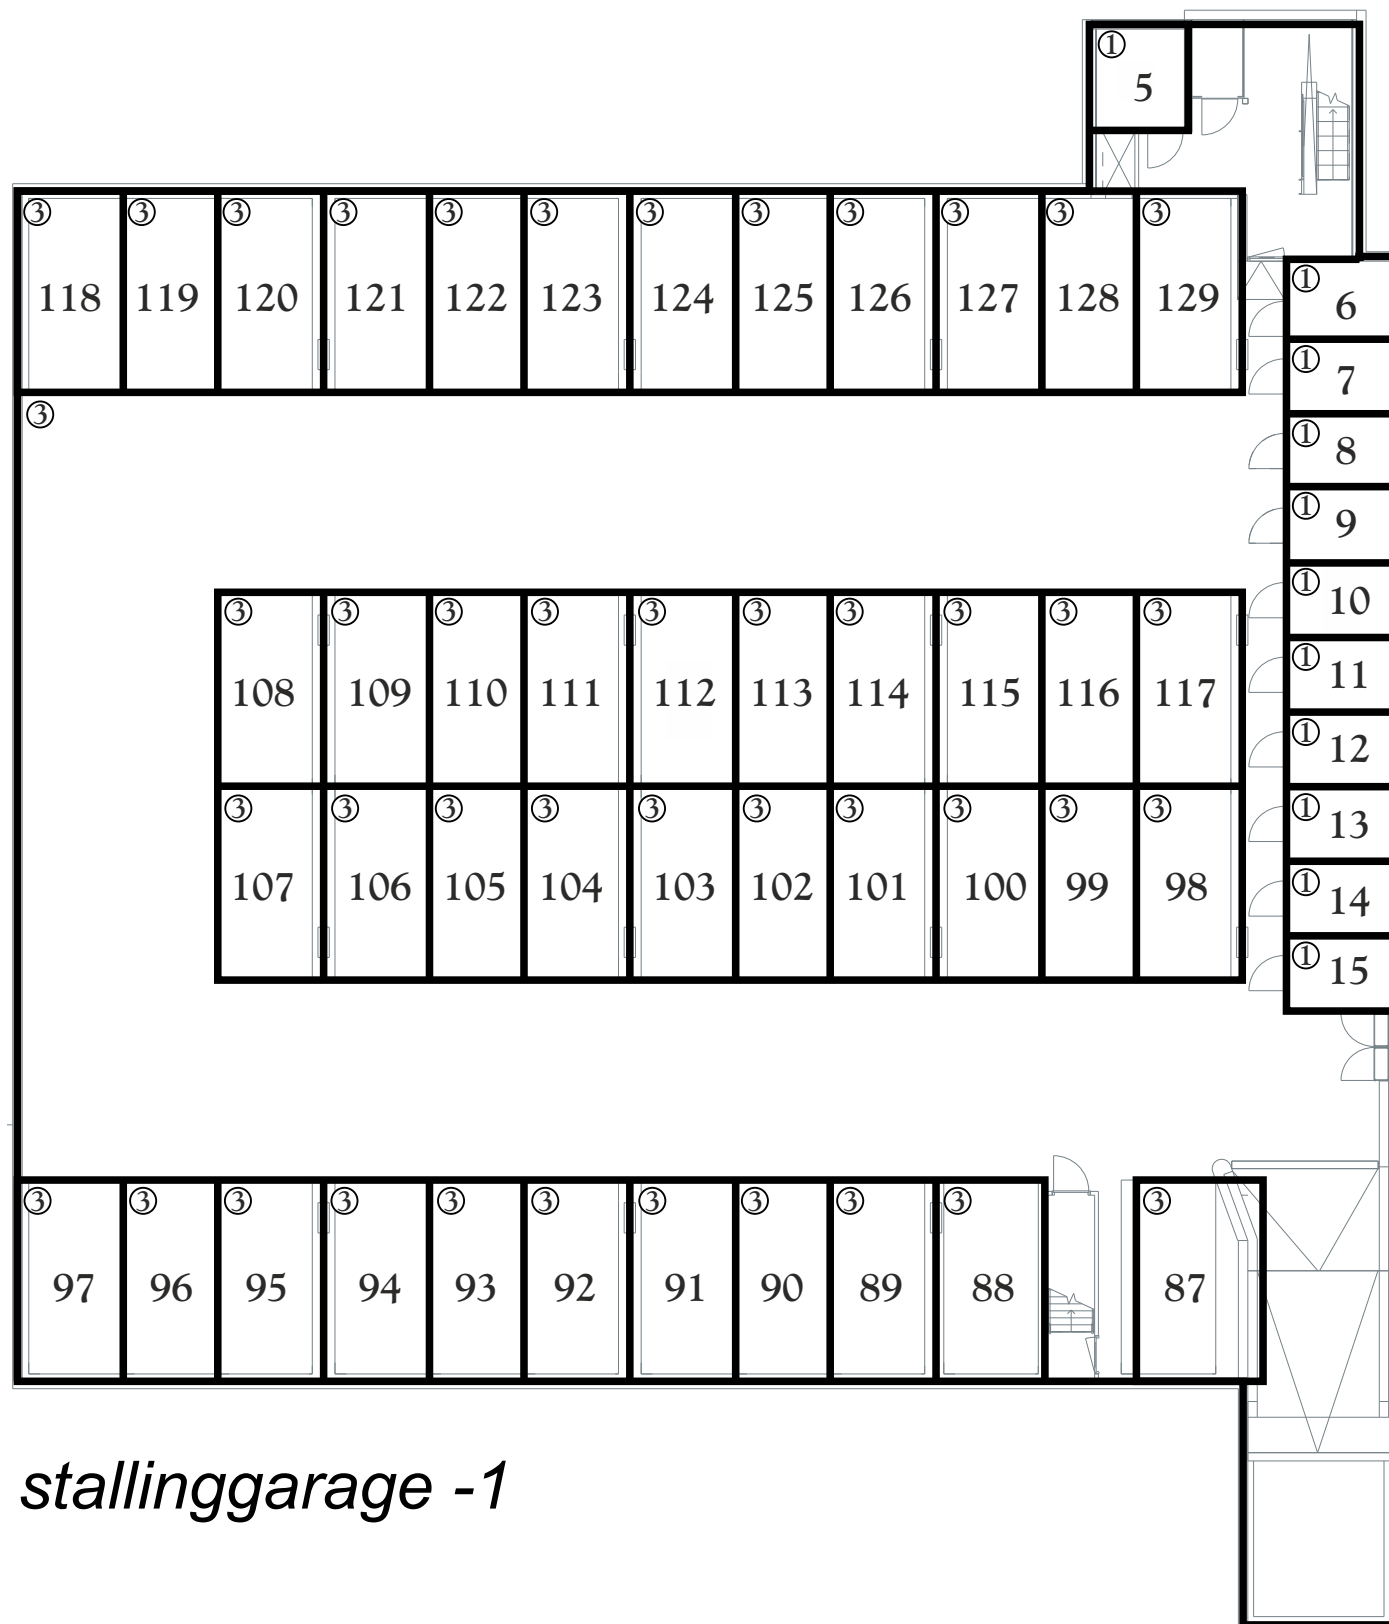 ① 5
③ ③ ③ ③ ③ ③ ③ ③ ③ ③ ③ ③
118 119 120 121 122 123 124 125 126 127 128 129
① 6
① 7
③
① 8
① 9
① 10
③ ③ ③ ③ ③ ③ ③ ③ ③ ③
108 109 110 111 112 113 114 115 116 117
① 11
① 12
③ ③ ③ ③ ③ ③ ③ ③ ③ ③
① 13
107 106 105 104 103 102 101 100 99 98
① 14
① 15
③ ③ ③ ③ ③ ③ ③ ③ ③ ③ ③
97 96 95 94 93 92 91 90 89 88 87
stallinggarage -1